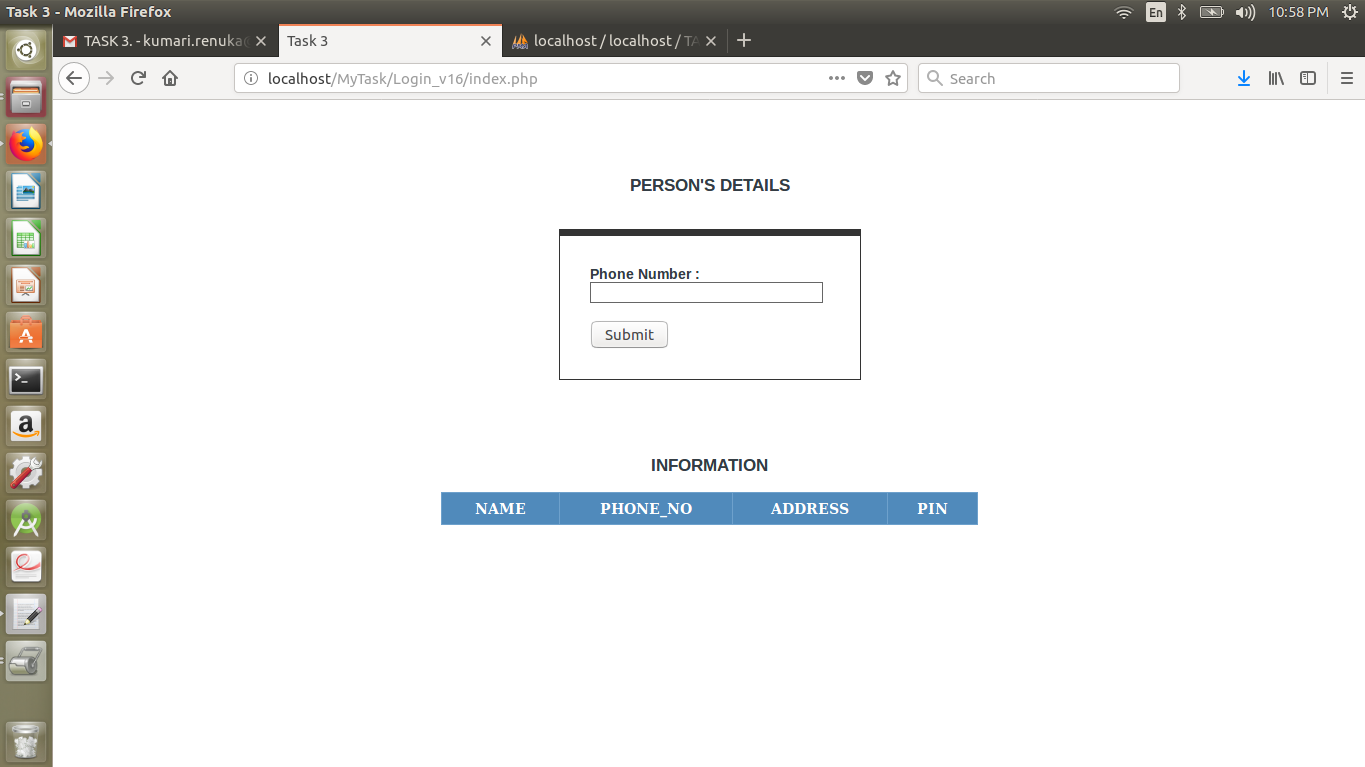 Task 3 - Mozilla Firefox
En
10:58 PM
TASK 3. - kumari.renuka@
Task 3
localhost / localhost / TA
localhost/MyTask/Login_v16/index.php
Search
PERSON'S DETAILS
Phone Number :
Submit
INFORMATION
NAME PHONE_NO ADDRESS PIN